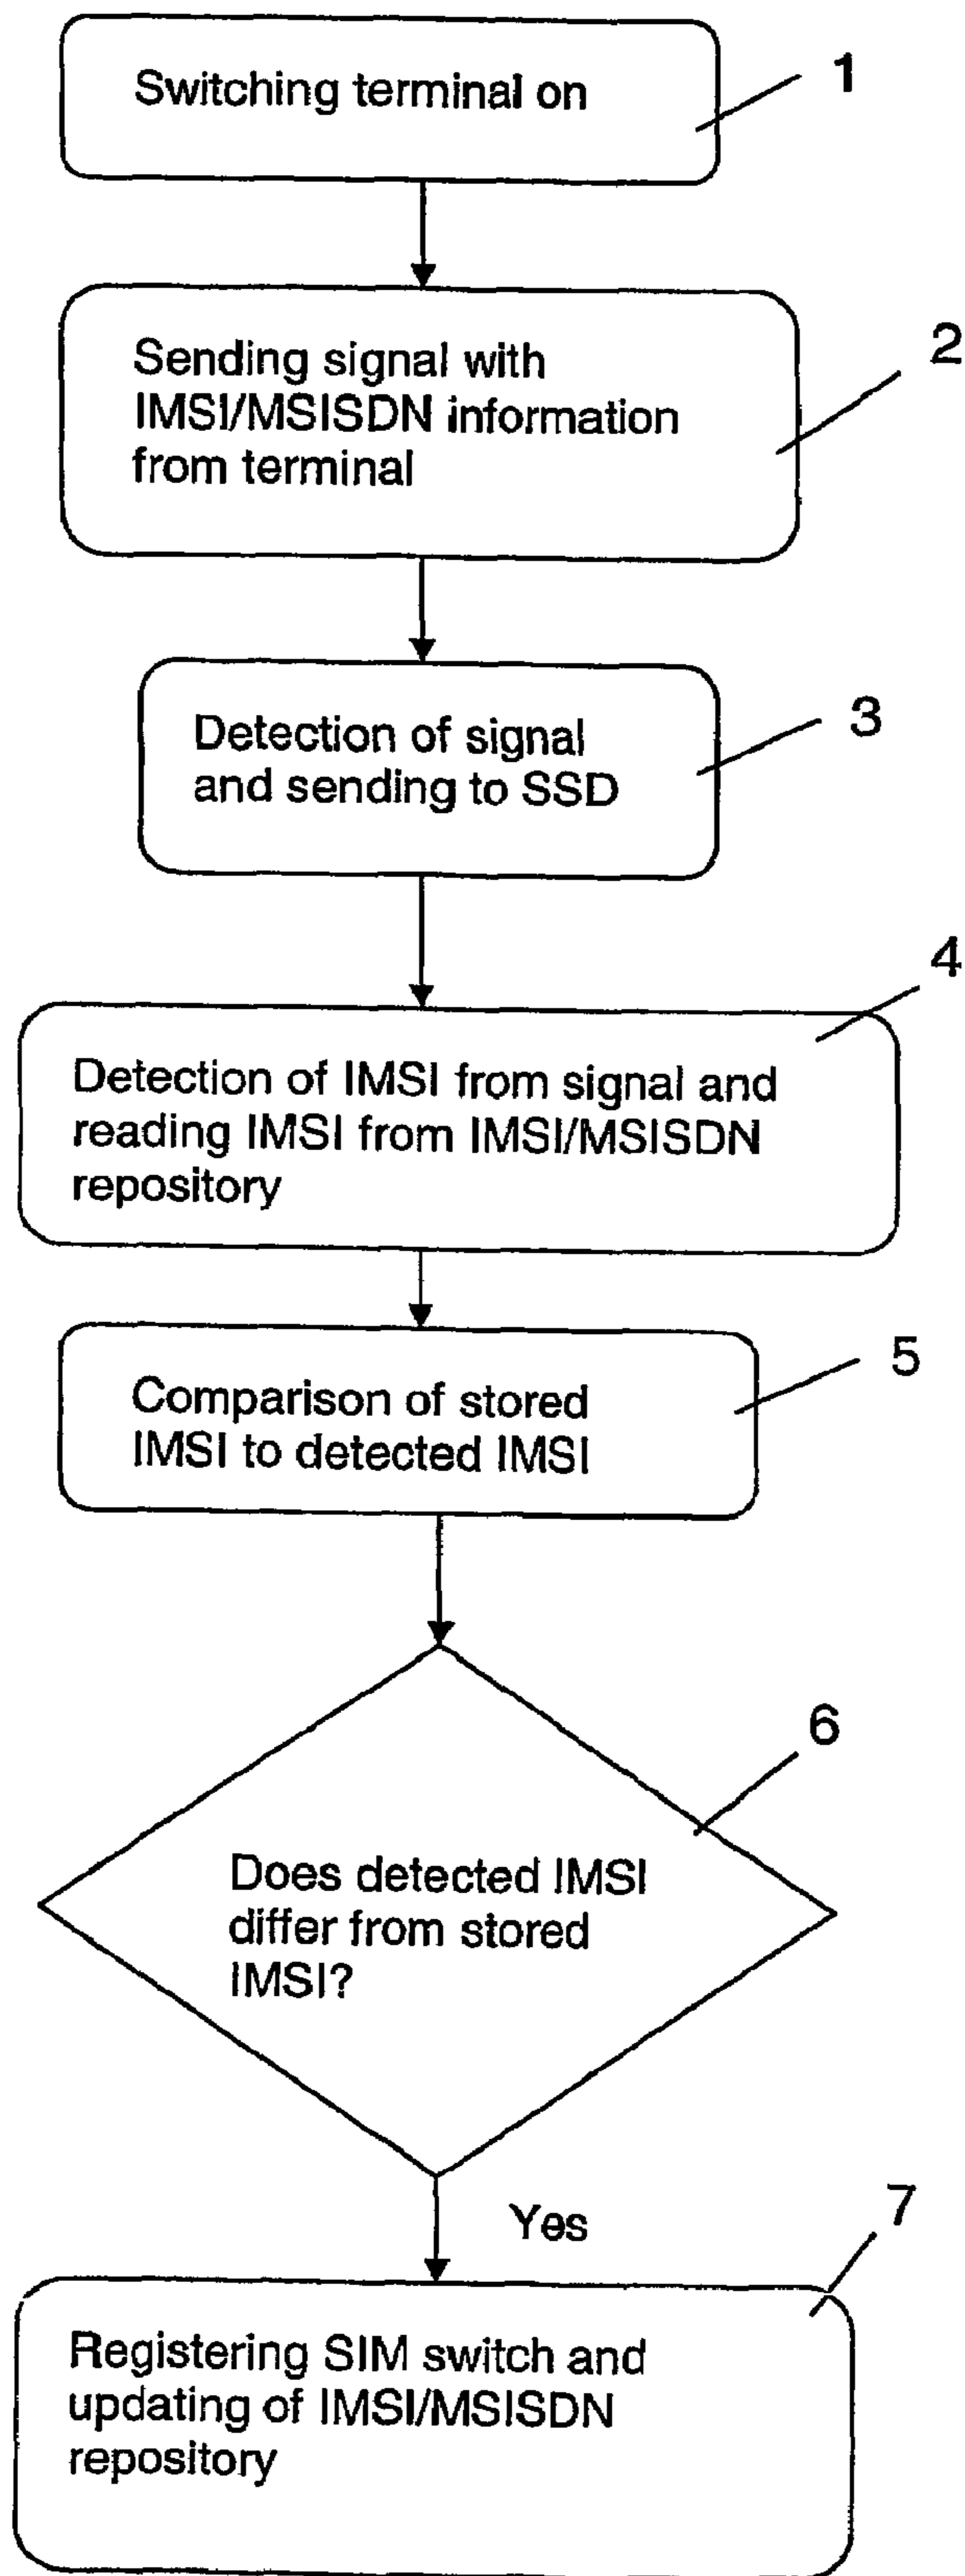 Switching terminal on
1
Sending signal with
IMSI/MSISDN information
from terminal
2
Detection of signal
and sending to SSD
3
Detection of IMSI from signal and
reading IMSI from IMSI/MSISDN
repository
4
Comparison of stored
IMSI to detected IMSI
5
Does detected IMSI
differ from stored
IMSI?
6
Yes
Registering SIM switch and
updating of IMSI/MSISDN
repository
7